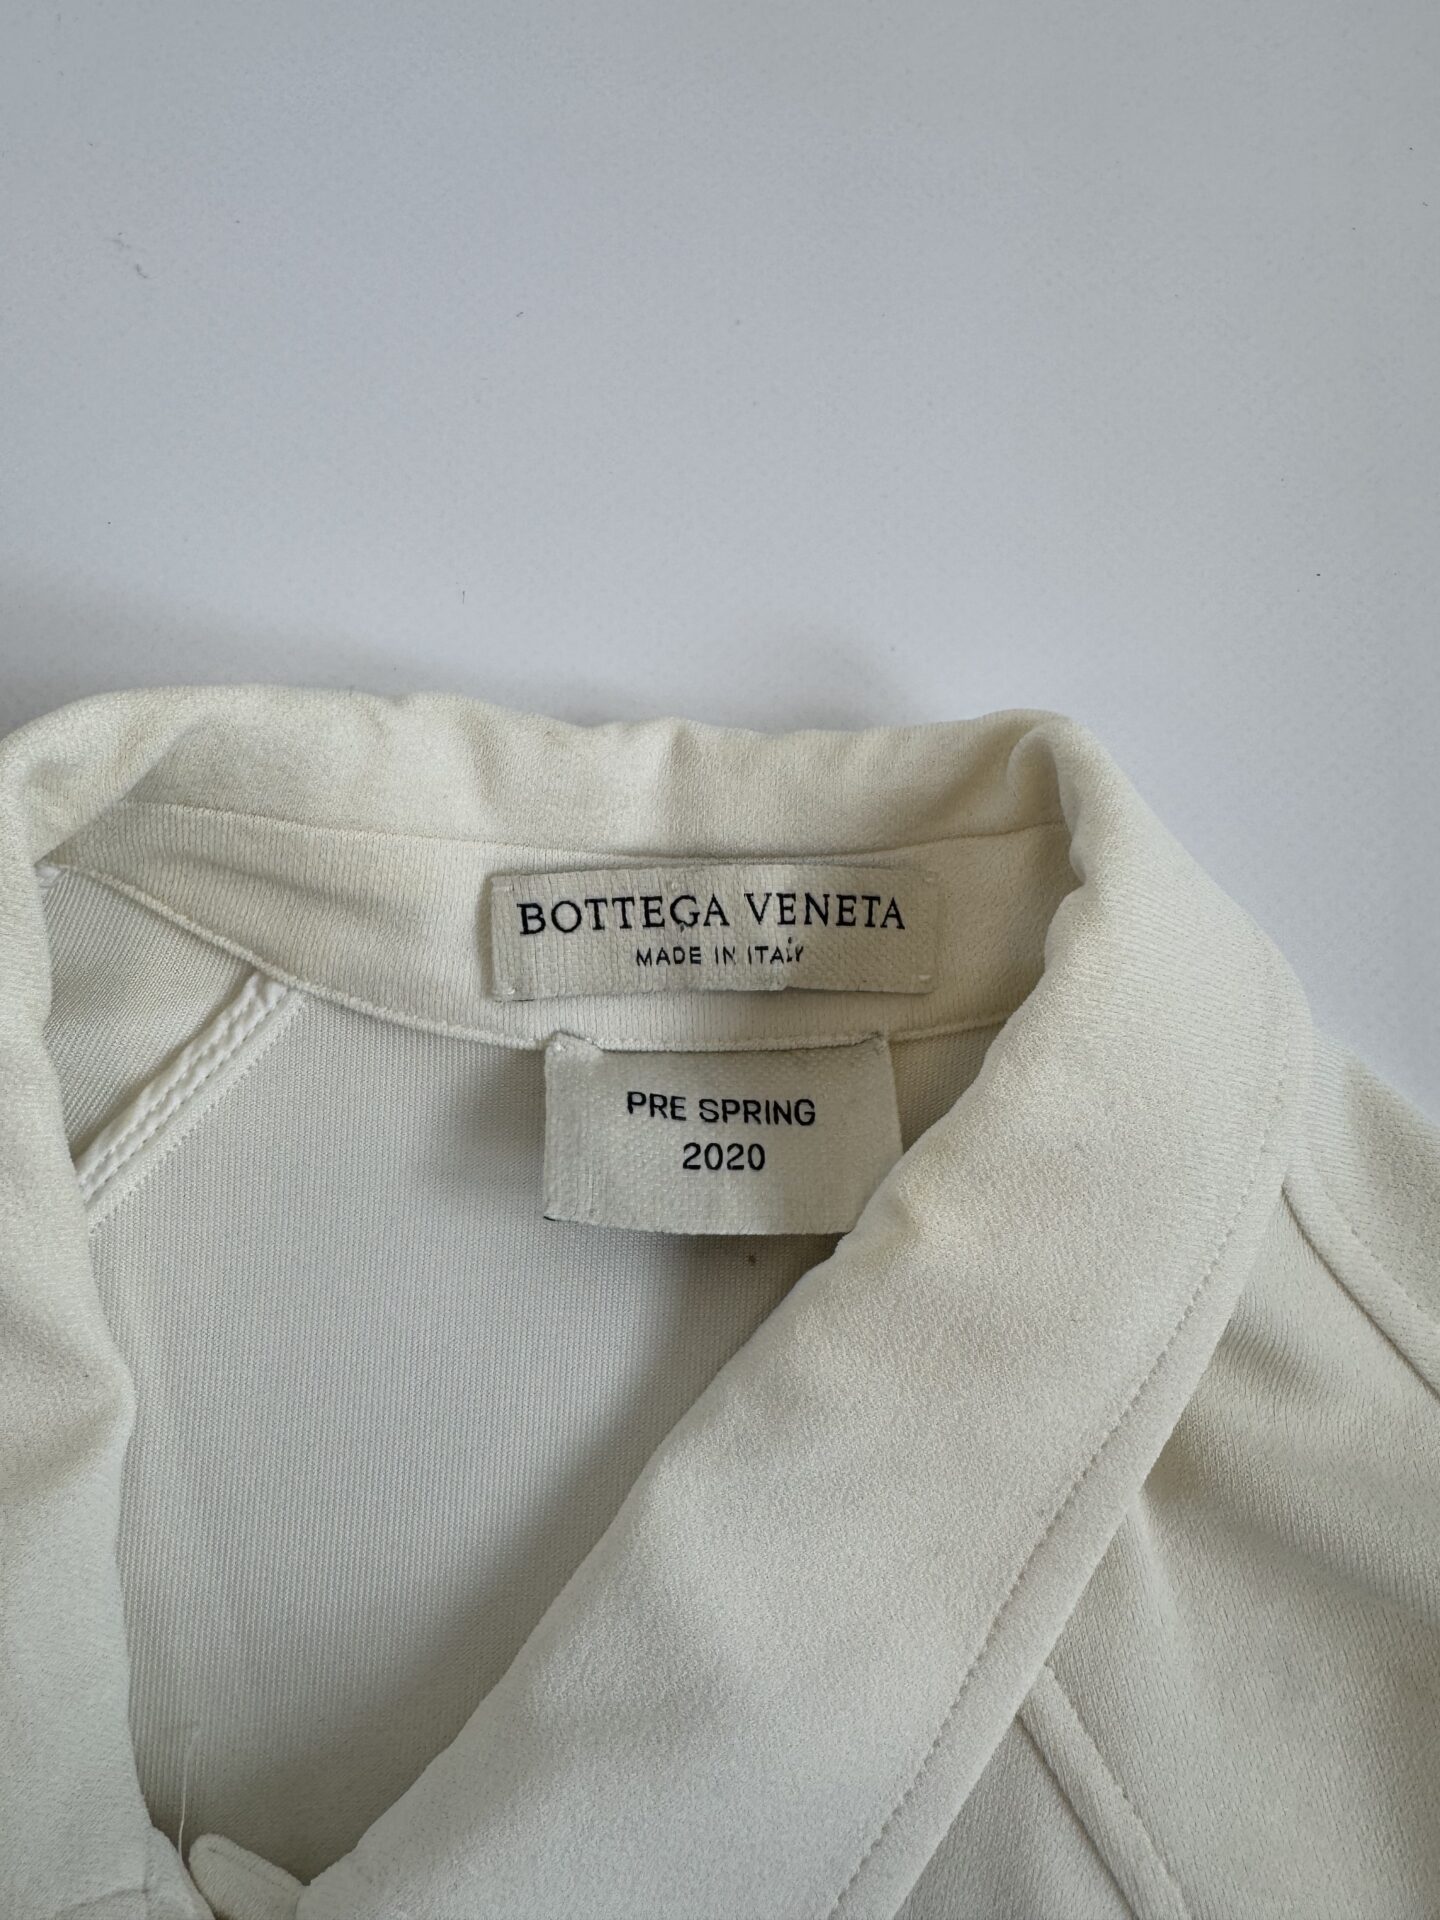 BOTTEGA VENETA
MADE IN ITALY
PRE SPRING
2020